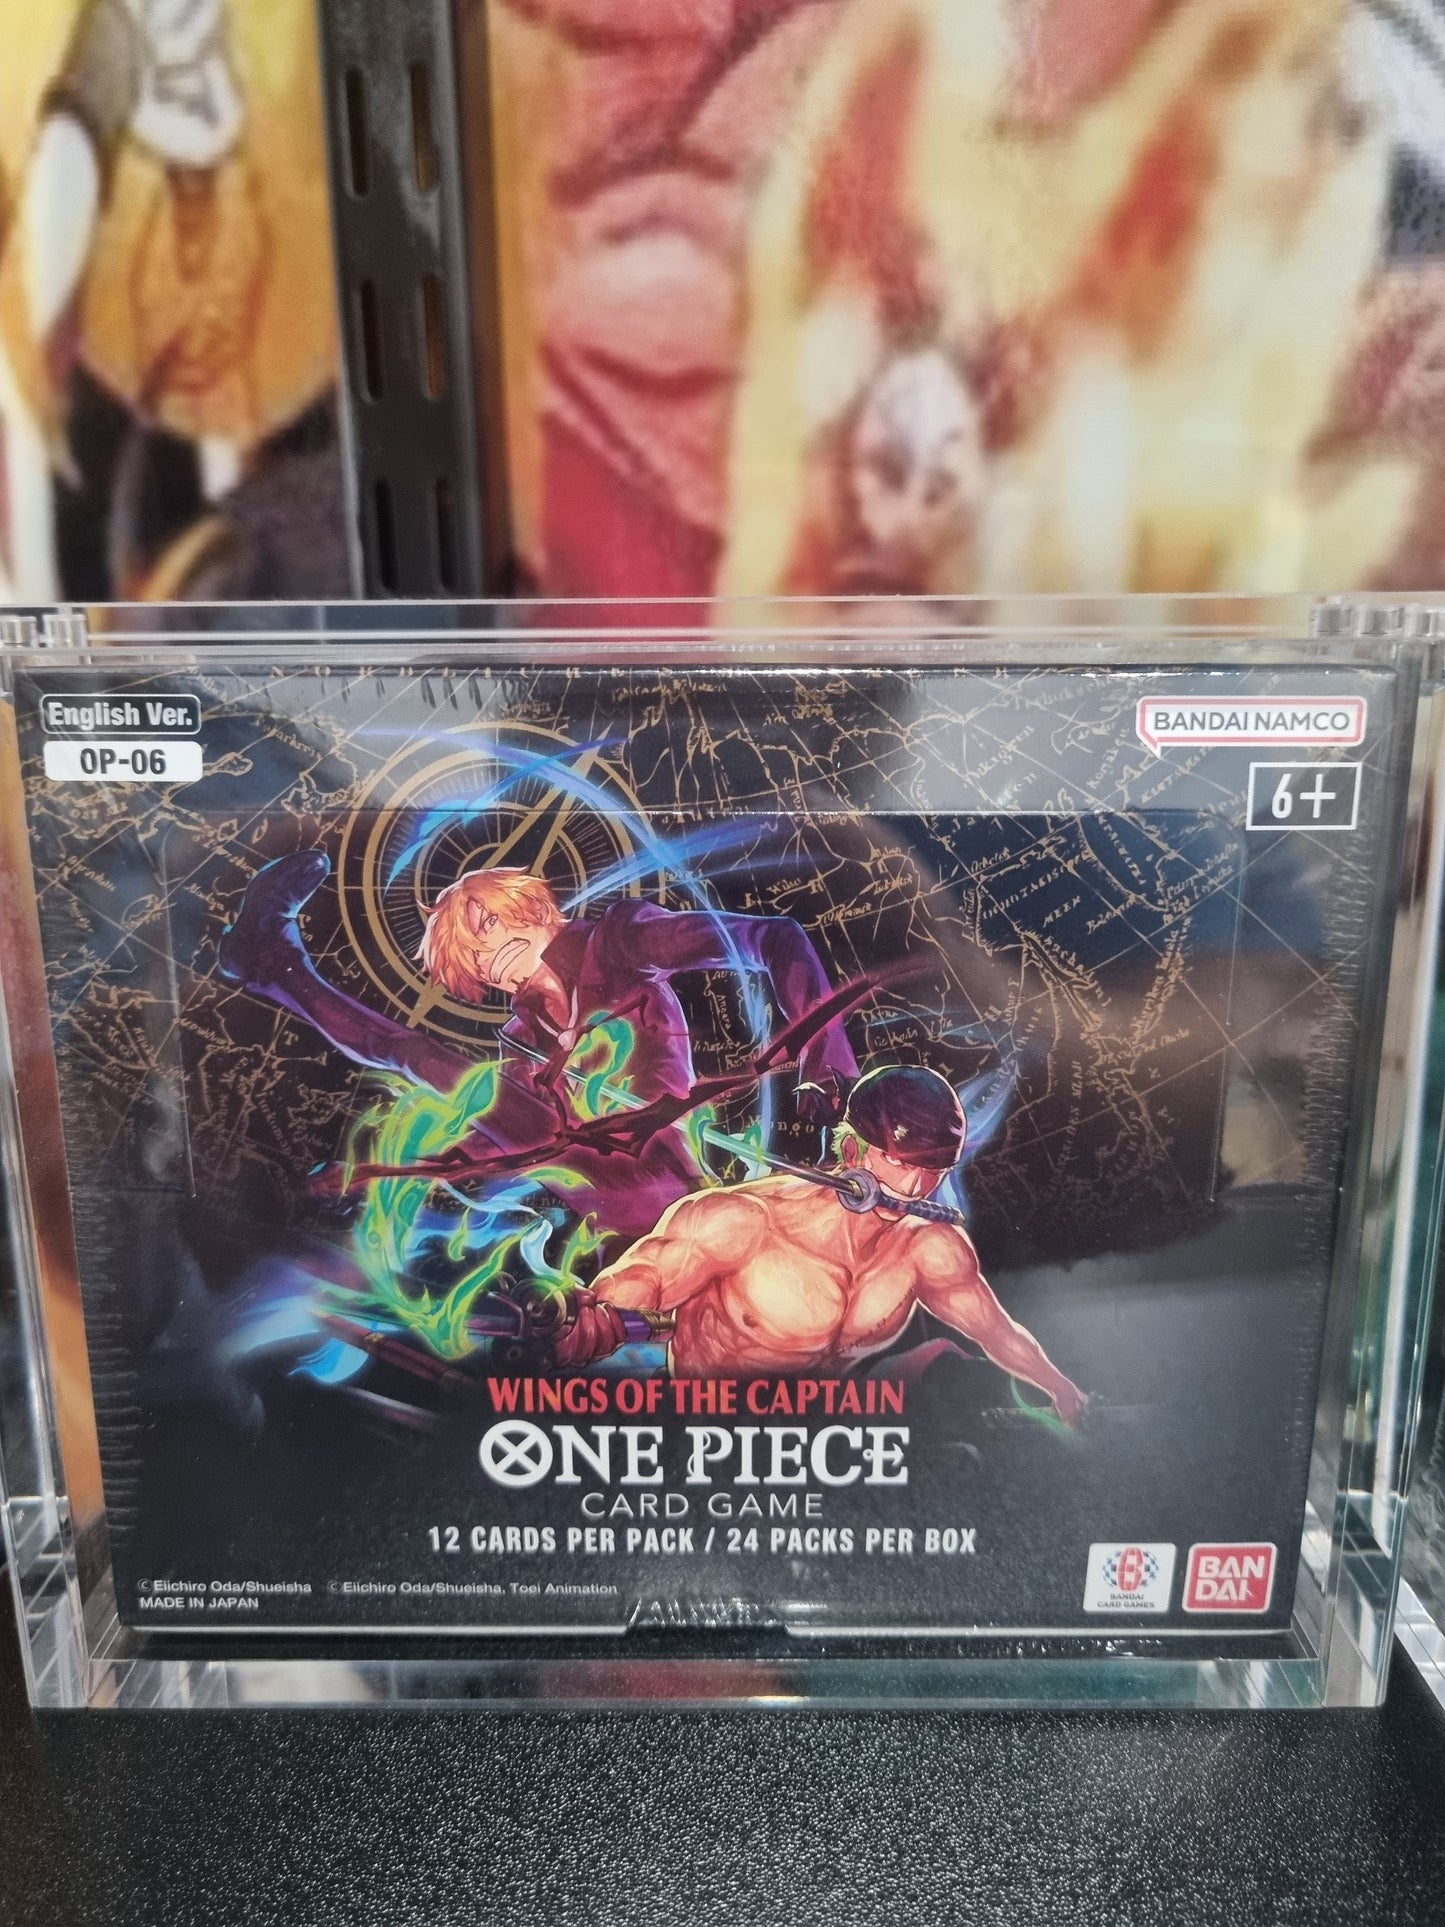 English Ver.
OP-06
BANDAI NAMCO
6+
WINGS OF THE CAPTAIN
ONE PIECE
CARD GAME
12 CARDS PER PACK / 24 PACKS PER BOX
©Eiichiro Oda/Shueisha ©Eiichiro Oda/Shueisha, Toei Animation
MADE IN JAPAN
BANDAI
CARD GAMES
BAN
DAI